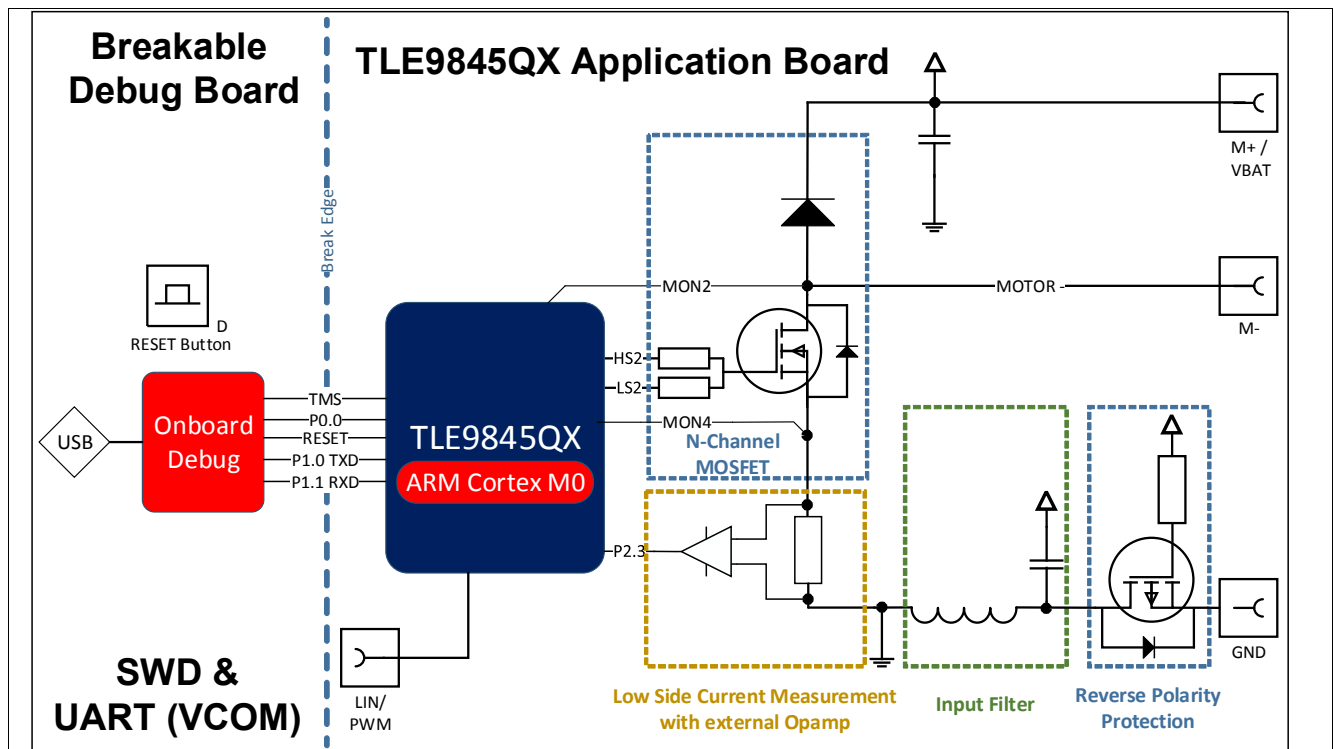 Breakable
Debug Board
TLE9845QX Application Board
M+ /
VBAT
Break Edge
MON2
MOTOR -
M-
D
RESET Button
HS2
LS2
TMS
P0.0
RESET
P1.0 TXD
P1.1 RXD
USB
Onboard
Debug
TLE9845QX
ARM Cortex M0
MON4
N-Channel
MOSFET
P2.3
GND
LIN/
PWM
SWD &
UART (VCOM)
Low Side Current Measurement
with external Opamp
Input Filter
Reverse Polarity
Protection